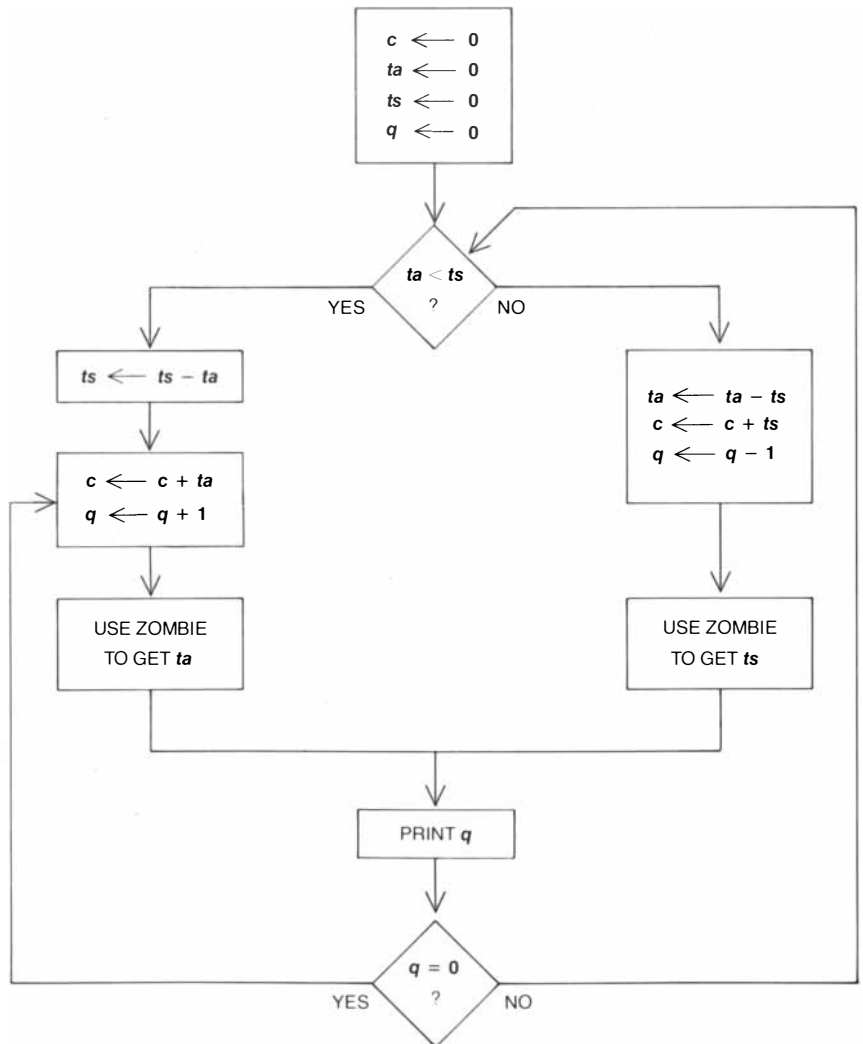 c ← 0
ta ← 0
ts ← 0
q ← 0
ta < ts
?
YES
NO
ts ← ts - ta
ta ← ta - ts
c ← c + ts
q ← q - 1
c ← c + ta
q ← q + 1
USE ZOMBIE
TO GET ta
USE ZOMBIE
TO GET ts
PRINT q
q = 0
?
YES
NO